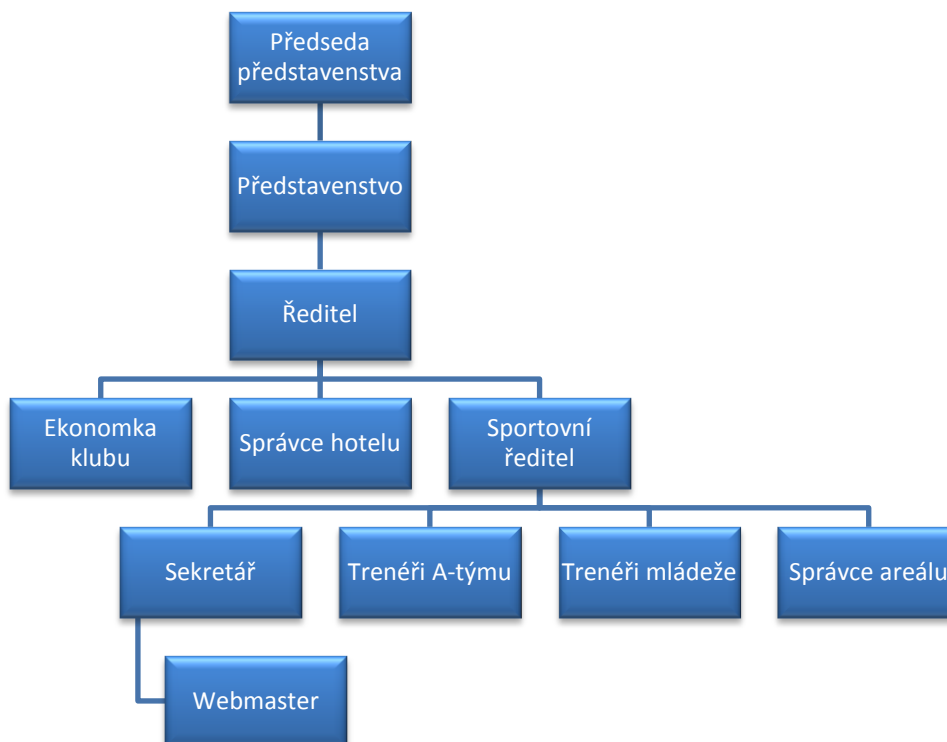 Předseda
představenstva
Představenstvo
Ředitel
Ekonomka
klubu
Správce hotelu
Sportovní
ředitel
Sekretář
Trenéři A-týmu
Trenéři mládeže
Správce areálu
Webmaster